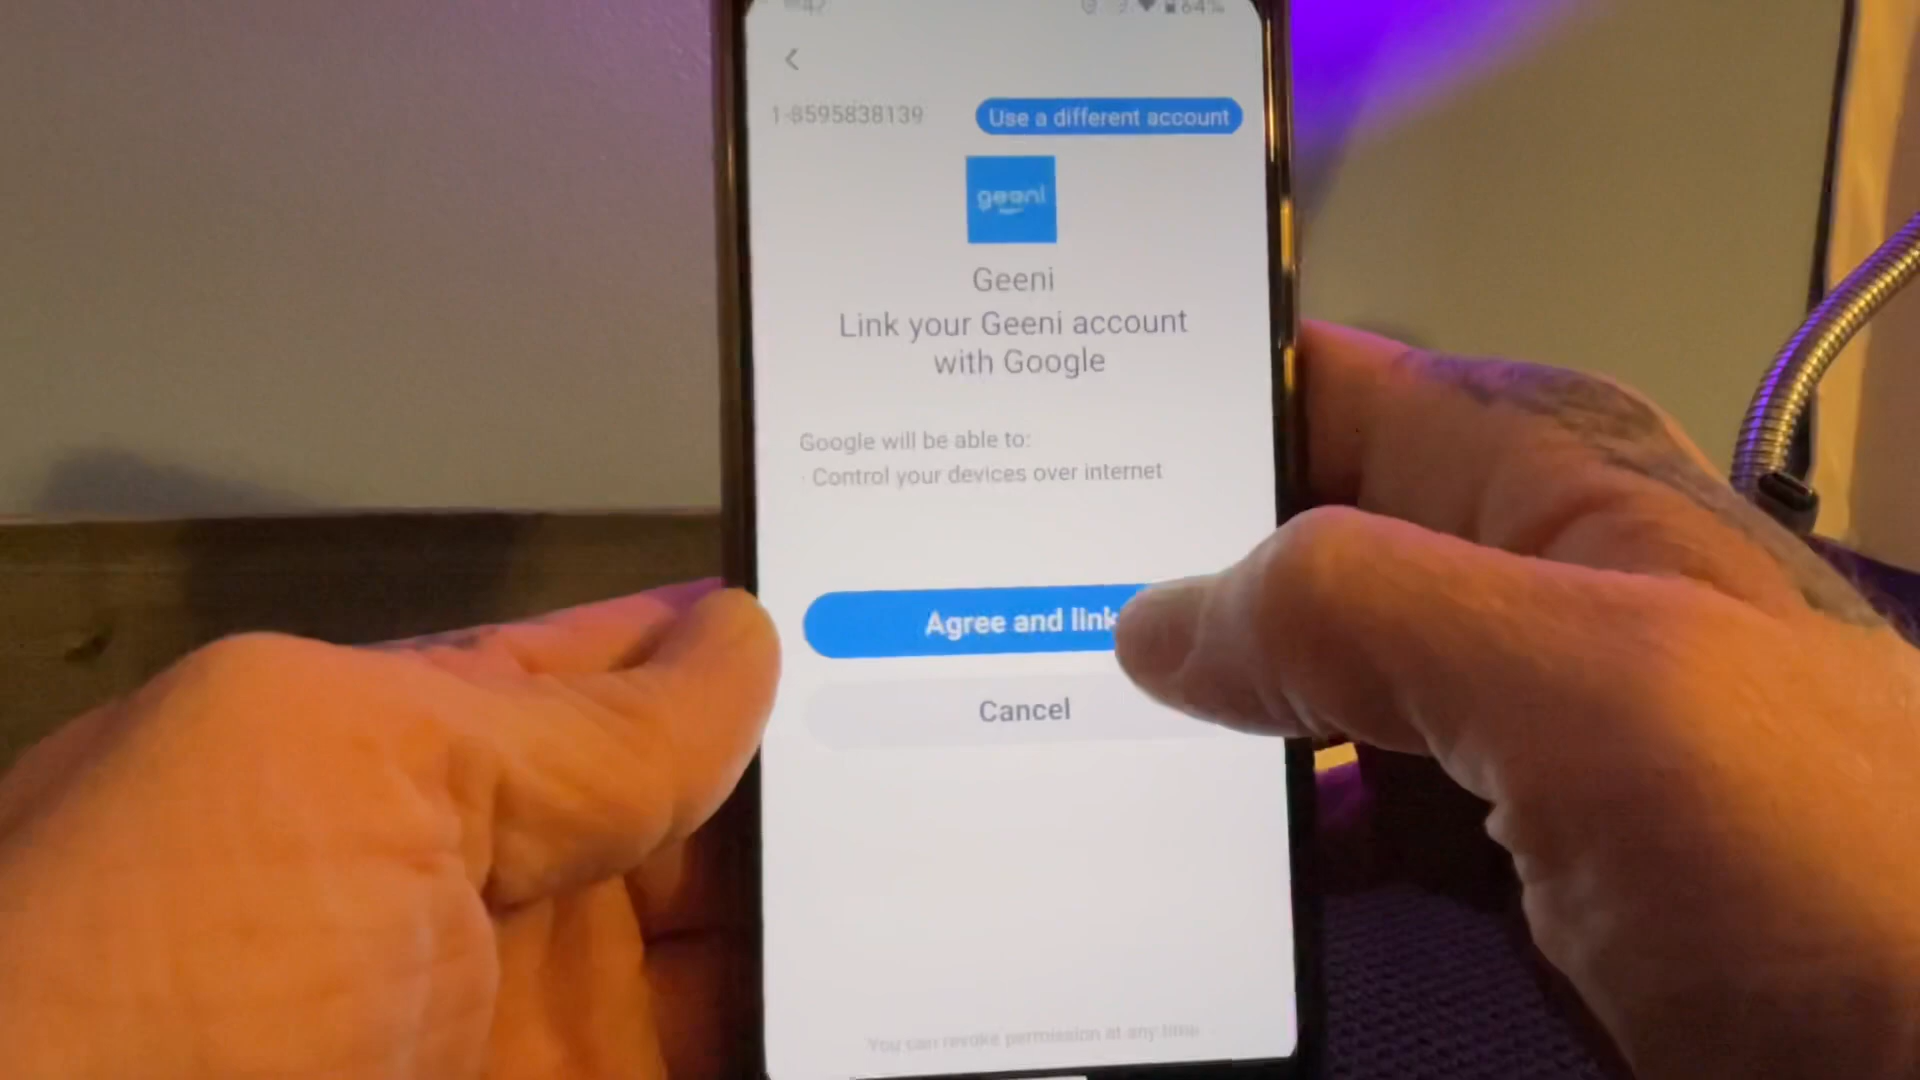 64%
1-8595838139
Use a different account
geeni
Geeni
Link your Geeni account
with Google
Google will be able to:
· Control your devices over internet
Agree and link
Cancel
You can revoke permission at any time